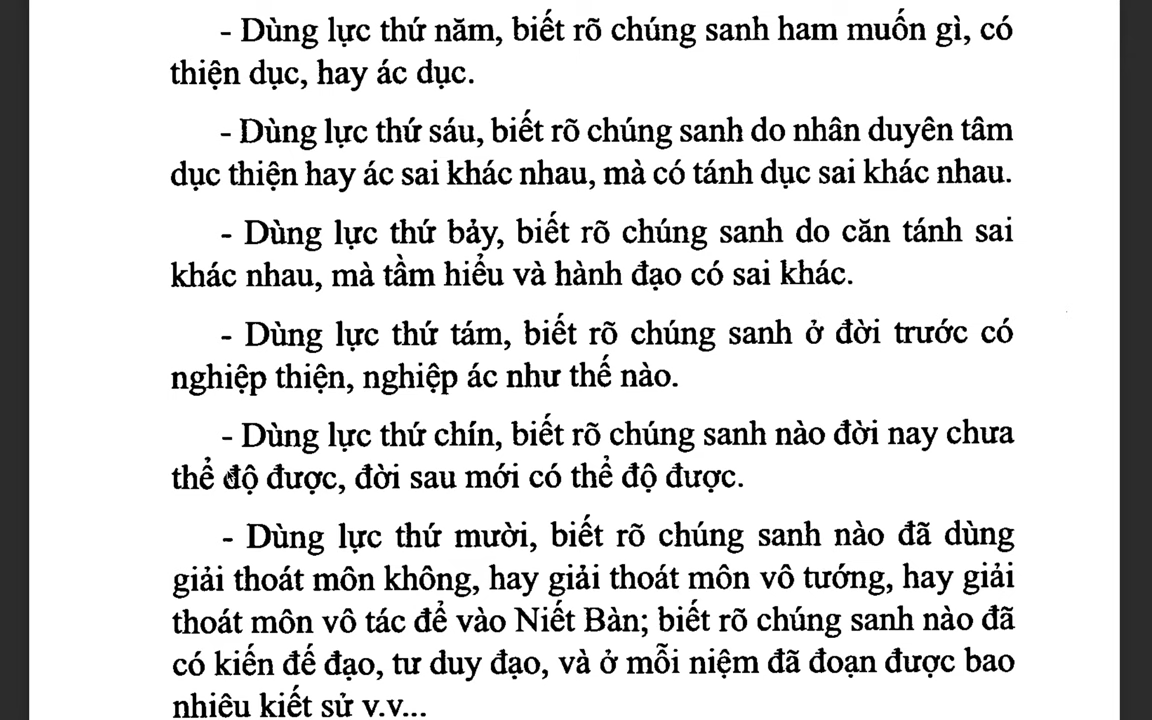 - Dùng lực thứ năm, biết rõ chúng sanh ham muốn gì, có
thiện dục, hay ác dục.
- Dùng lực thứ sáu, biết rõ chúng sanh do nhân duyên tâm
dục thiện hay ác sai khác nhau, mà có tánh dục sai khác nhau.
- Dùng lực thứ bảy, biết rõ chúng sanh do căn tánh sai
khác nhau, mà tầm hiểu và hành đạo có sai khác.
- Dùng lực thứ tám, biết rõ chúng sanh ở đời trước có
nghiệp thiện, nghiệp ác như thế nào.
- Dùng lực thứ chín, biết rõ chúng sanh nào đời nay chưa
thể độ được, đời sau mới có thể độ được.
- Dùng lực thứ mười, biết rõ chúng sanh nào đã dùng
giải thoát môn không, hay giải thoát môn vô tướng, hay giải
thoát môn vô tác để vào Niết Bàn; biết rõ chúng sanh nào đã
có kiến đế đạo, tư duy đạo, và ở mỗi niệm đã đoạn được bao
nhiêu kiết sử v.v...